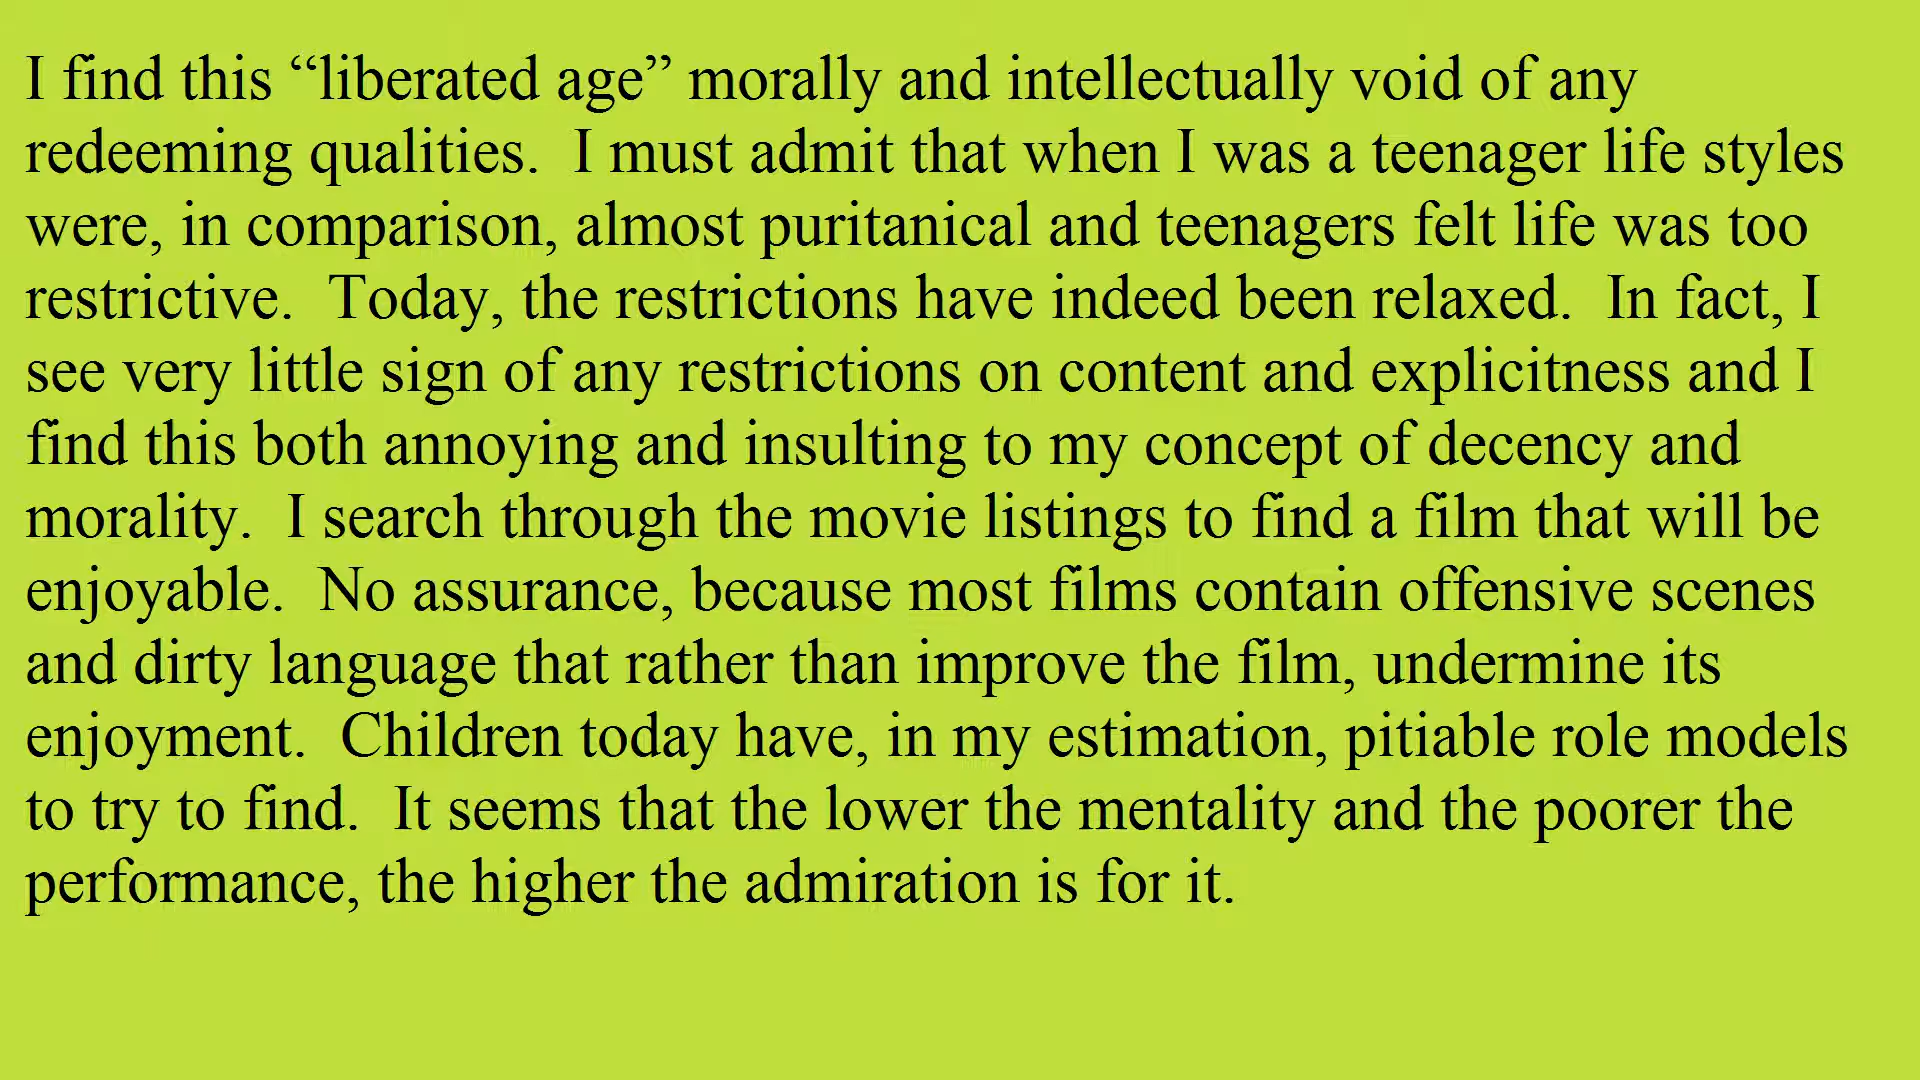 I find this “liberated age” morally and intellectually void of any
redeeming qualities.  I must admit that when I was a teenager life styles
were, in comparison, almost puritanical and teenagers felt life was too
restrictive.  Today, the restrictions have indeed been relaxed.  In fact, I
see very little sign of any restrictions on content and explicitness and I
find this both annoying and insulting to my concept of decency and
morality.  I search through the movie listings to find a film that will be
enjoyable.  No assurance, because most films contain offensive scenes
and dirty language that rather than improve the film, undermine its
enjoyment.  Children today have, in my estimation, pitiable role models
to try to find.  It seems that the lower the mentality and the poorer the
performance, the higher the admiration is for it.